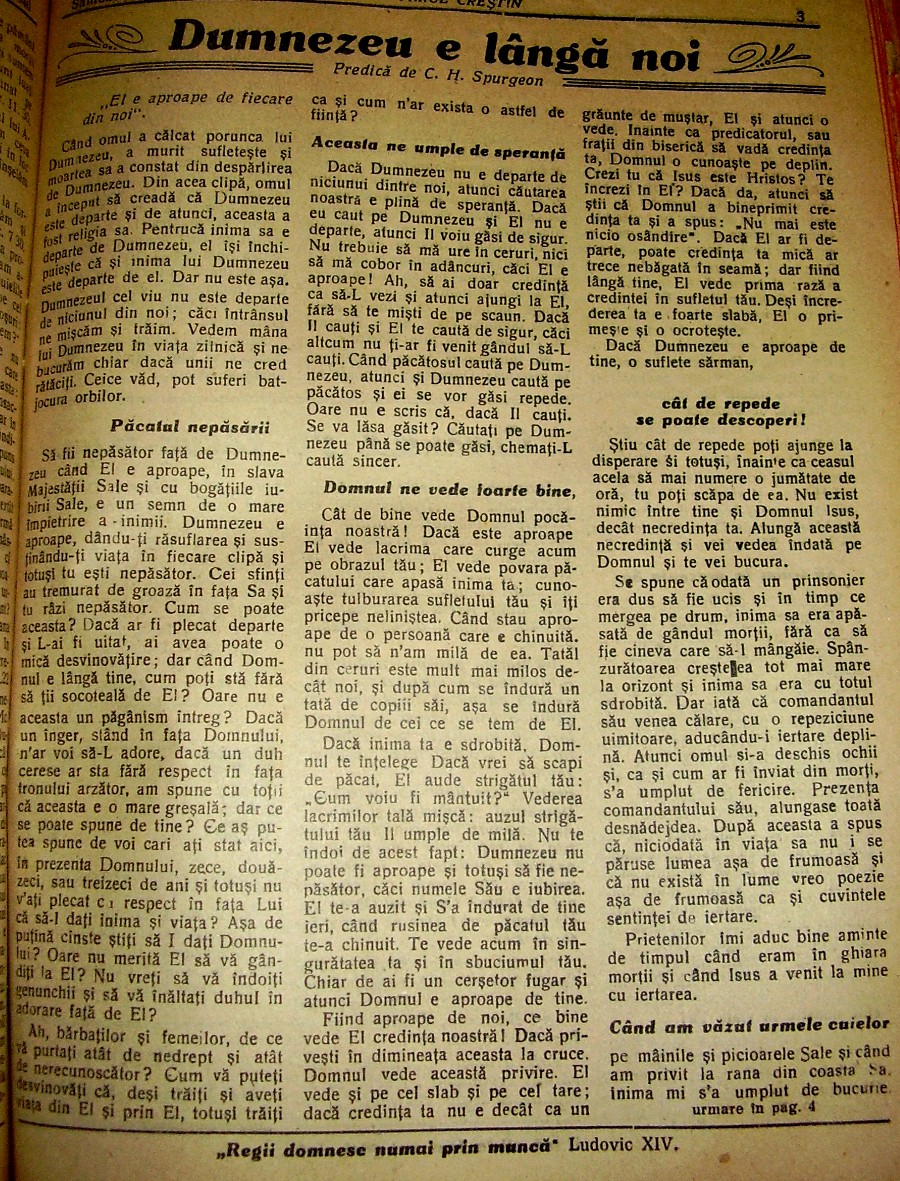 CREȘTIN
3
Dumnezeu e lângă noi
Predică de C. H. Spurgeon
„El e aproape de fiecare
din noi".
Când omul a călcat porunca lui
Dumnezeu, a murit sufletește și
moartea sa a constat din despărțirea
de Dumnezeu. Din acea clipă, omul
a început să creadă că Dumnezeu
este departe și de atunci, aceasta a
fost religia sa. Pentrucă inima sa e
departe de Dumnezeu, el își închi-
puiește că și inima lui Dumnezeu
este departe de el. Dar nu este așa.
Dumnezeul cel viu nu este departe
de niciunul din noi; căci întrânsul
ne mișcăm și trăim. Vedem mâna
lui Dumnezeu în viața zilnică și ne
bucurăm chiar dacă unii ne cred
rătăciți. Ceice văd, pot suferi bat-
jocura orbilor.
Păcatul nepăsării
Să fii nepăsător față de Dumne-
zeu când El e aproape, în slava
Majestății Sale și cu bogățiile iu-
birii Sale, e un semn de o mare
împietrire a inimii. Dumnezeu e
aproape, dându-ți răsuflarea și sus-
ținându-ți viața în fiecare clipă și
totuși tu ești nepăsător. Cei sfinți
au tremurat de groază în fața Sa și
tu râzi nepăsător. Cum se poate
aceasta? Dacă ar fi plecat departe
și L-ai fi uitat, ai avea poate o
mică desvinovățire; dar când Dom-
nul e lângă tine, cum poți stă fără
să ții socoteală de El? Oare nu e
aceasta un păgânism întreg? Dacă
un înger, stând în fața Domnului,
n'ar voi să-L adore, dacă un duh
ceresc ar sta fără respect în fața
tronului arzător, am spune cu toții
că aceasta e o mare greșală; dar ce
se poate spune de tine? Ce aș pu-
tea spune de voi cari ați stat aici,
în prezenta Domnului, zece, două-
zeci, sau treizeci de ani și totuși nu
v'ați plecat cu respect în fața Lui
că să-I dați inima si viața? Așa de
puțină cinste știți să I dați Domnu-
lui? Oare nu merită El să vă gân-
diți la El? Nu vreți să vă îndoiți
genunchii și să vă înăltați duhul în
adorare față de El?
Ah, bărbaților și femeilor, de ce
vă purtați atât de nedrept și atât
de nerecunoscător? Cum vă puteți
desvinovăți că, deși trăiți și aveți
viața din El și prin El, totuși trăiți
ca și cum n'ar exista o astfel de
ființă?
Aceasta ne umple de speranță
Dacă Dumnezeu nu e departe de
niciunui dintre noi, atunci căutarea
noastră e plină de speranță. Dacă
eu caut pe Dumnezeu și El nu e
departe, atunci Il voiu găsi de sigur.
Nu trebuie să mă urc în ceruri, nici
să mă cobor în adâncuri, căci El e
aproape! Ah, să ai doar credință
ca să-L vezi și atunci ajungi la El,
fără să te miști de pe scaun. Dacă
Il cauți și El te caută de sigur, căci
altcum nu ți-ar fi venit gândul să-L
cauți. Când păcătosul caută pe Dum-
nezeu, atunci și Dumnezeu caută pe
păcătos și ei se vor găsi repede.
Oare nu e scris că, dacă Il cauți.
Se va lăsa găsit? Căutați pe Dum-
nezeu până se poate găsi, chemați-L
caută sincer.
Domnul ne vede foarte bine,
Cât de bine vede Domnul pocă-
ința noastră! Dacă este aproape
El vede lacrima care curge acum
pe obrazul tău; El vede povara pă-
catului care apasă inima ta; cuno-
aște tulburarea sufletului tău și îți
pricepe neliniștea. Când stau apro-
ape de o persoană care e chinuită.
nu pot să n'am milă de ea. Tatăl
din ceruri este mult mai milos de-
cât noi, și după cum se îndură un
tată de copiii săi, așa se îndură
Domnul de cei ce se tem de El.
Dacă inima ta e sdrobită, Dom-
nul te înțelege Dacă vrei să scapi
de păcat, El aude strigătul tău:
„Cum voiu fi mântuit?" Vederea
lacrimilor tală mișcă: auzul strigă-
tului tău Il umple de milă. Nu te
îndoi de acest fapt: Dumnezeu nu
poate fi aproape și totuși să fie ne-
păsător, căci numele Său e iubirea.
El te-a auzit și S'a îndurat de tine
ieri, când rusinea de păcatul tău
te-a chinuit. Te vede acum în sin-
gurătatea ta și în sbuciumul tău.
Chiar de ai fi un cerșetor fugar și
atunci Domnul e aproape de tine.
Fiind aproape de noi, ce bine
vede El credința noastră! Dacă pri-
vești în dimineața aceasta la cruce.
Domnul vede această privire. El
vede și pe cel slab și pe cel tare;
dacă credința ta nu e decât ca un
grăunte de muștar, El și atunci o
vede. Inainte ca predicatorul, sau
frații din biserică să vadă credința
ta, Domnul o cunoaște pe deplin.
Crezi tu că Isus este Hristos? Te
încrezi în El? Dacă da, atunci să
știi că Domnul a bineprimit cre-
dința ta și a spus: „Nu mai este
nicio osândire". Dacă El ar fi de-
parte, poate credința ta mică ar
trece nebăgată în seamă; dar fiind
lângă tine, El vede prima rază a
credintei în sufletul tău. Deși încre-
derea ta e foarte slabă, El o pri-
mește și o ocrotește.
Dacă Dumnezeu e aproape de
tine, o suflete sărman,
cât de repede
se poate descoperi!
Știu cât de repede poți ajunge la
disperare și totuși, înainte ca ceasul
acela să mai numere o jumătate de
oră, tu poți scăpa de ea. Nu exist
nimic între tine și Domnul Isus,
decât necredința ta. Alungă această
necredință și vei vedea îndată pe
Domnul și te vei bucura.
Se spune că odată un prinsonier
era dus să fie ucis și în timp ce
mergea pe drum, inima sa era apă-
sată de gândul morții, fără ca să
fie cineva care să-l mângâie. Spân-
zurătoarea creștea tot mai mare
la orizont și inima sa era cu totul
sdrobită. Dar iată că comandantul
său venea călare, cu o repeziciune
uimitoare, aducându-i iertare depli-
nă. Atunci omul și-a deschis ochii
și, ca și cum ar fi înviat din morți,
s'a umplut de fericire. Prezența
comandantului său, alungase toată
desnădejdea. După aceasta a spus
că, niciodată în viața sa nu i se
păruse lumea așa de frumoasă și
că nu există în lume vreo poezie
așa de frumoasă ca și cuvintele
sentinței de iertare.
Prietenilor îmi aduc bine aminte
de timpul când eram în ghiara
morții și când Isus a venit la mine
cu iertarea.
Când am văzut urmele cuielor
pe mâinile și picioarele Sale și când
am privit la rana din coasta Sa,
inima mi s'a umplut de bucurie.
urmare în pag. 4
„Regii domnesc numai prin muncă" Ludovic XIV.